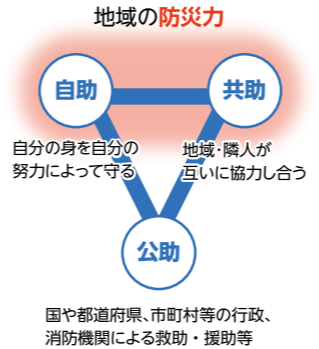 地域の防災力
自助
共助
自分の身を自分の
努力によって守る
地域・隣人が
互いに協力し合う
公助
国や都道府県、市町村等の行政、
消防機関による救助・援助等